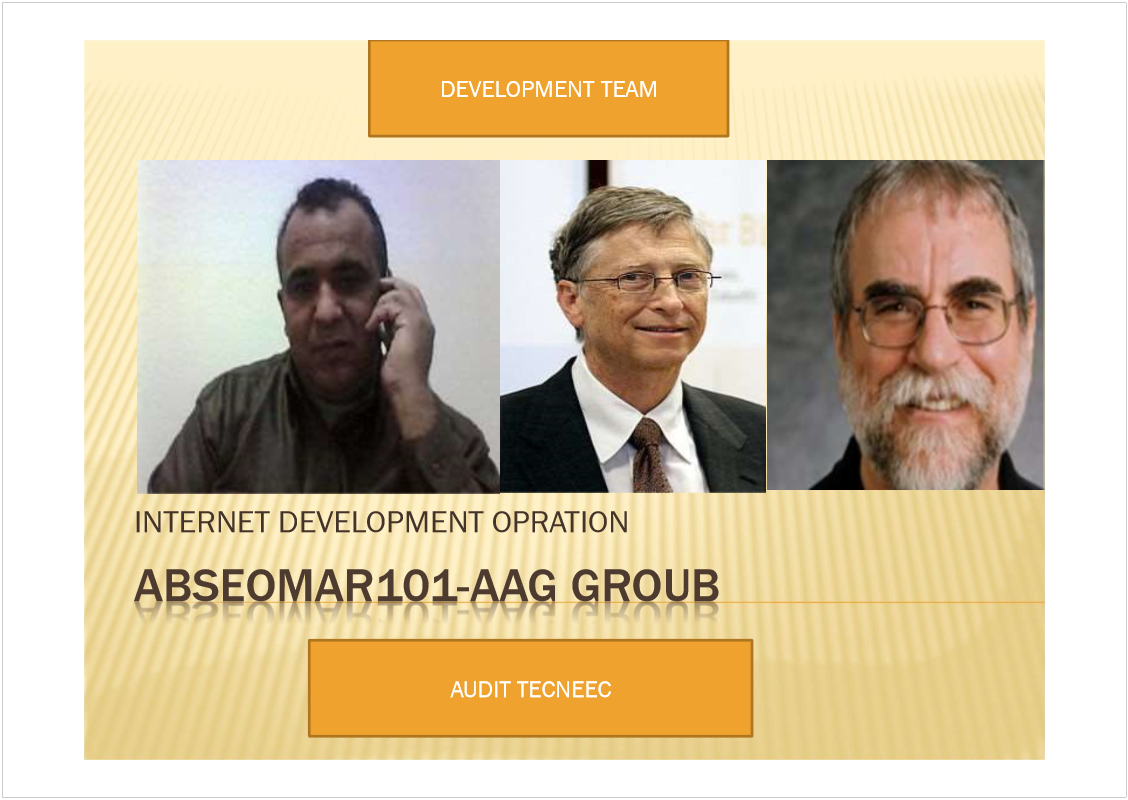 DEVELOPMENT TEAM
INTERNET DEVELOPMENT OPRATION
ABSEOMAR101-AAG GROUB
AUDIT TECNEEC